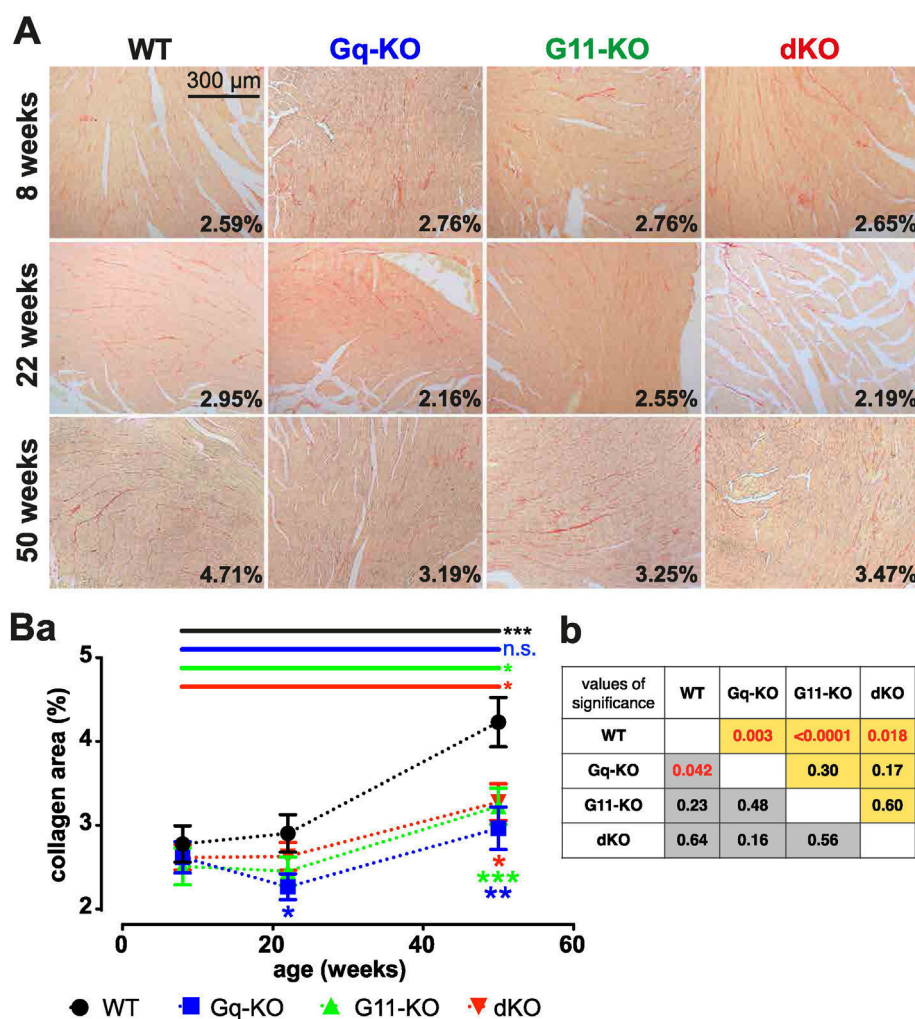 A
WT Gq-KO G11-KO dKO
300 µm
8 weeks
2.59% 2.76% 2.76% 2.65%
22 weeks
2.95% 2.16% 2.55% 2.19%
50 weeks
4.71% 3.19% 3.25% 3.47%
Ba
***
n.s.
*
*
5
4
3
2
collagen area (%)
*
*
***
**
0 20 40 60
age (weeks)
WT Gq-KO G11-KO dKO
b
values of significance WT Gq-KO G11-KO dKO
WT 0.003 <0.0001 0.018
Gq-KO 0.042 0.30 0.17
G11-KO 0.23 0.48 0.60
dKO 0.64 0.16 0.56